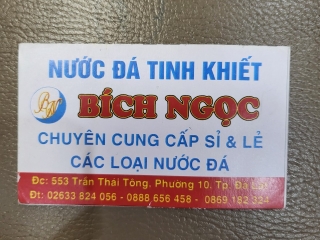 NƯỚC ĐÁ TINH KHIẾT
BÍCH NGỌC
CHUYÊN CUNG CẤP SỈ & LẺ
CÁC LOẠI NƯỚC ĐÁ
Đc: 553 Trần Thái Tông, Phường 10, Tp. Đà Lạt
Đt: 02633 824 056 - 0888 656 458 - 0869 182 324